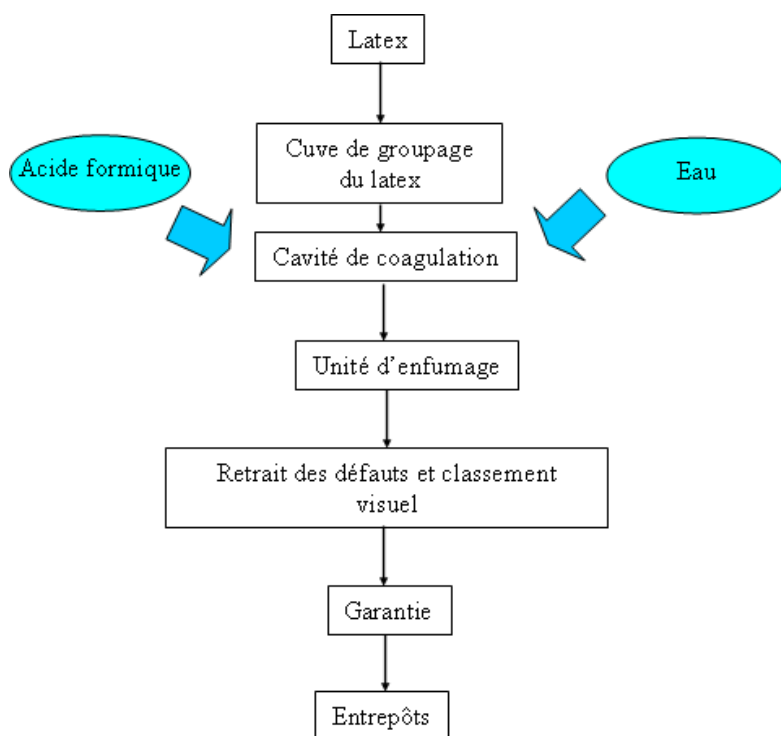 Latex
Cuve de groupage
du latex
Acide formique
Eau
Cavité de coagulation
Unité d'enfumage
Retrait des défauts et classement
visuel
Garantie
Entrepôts